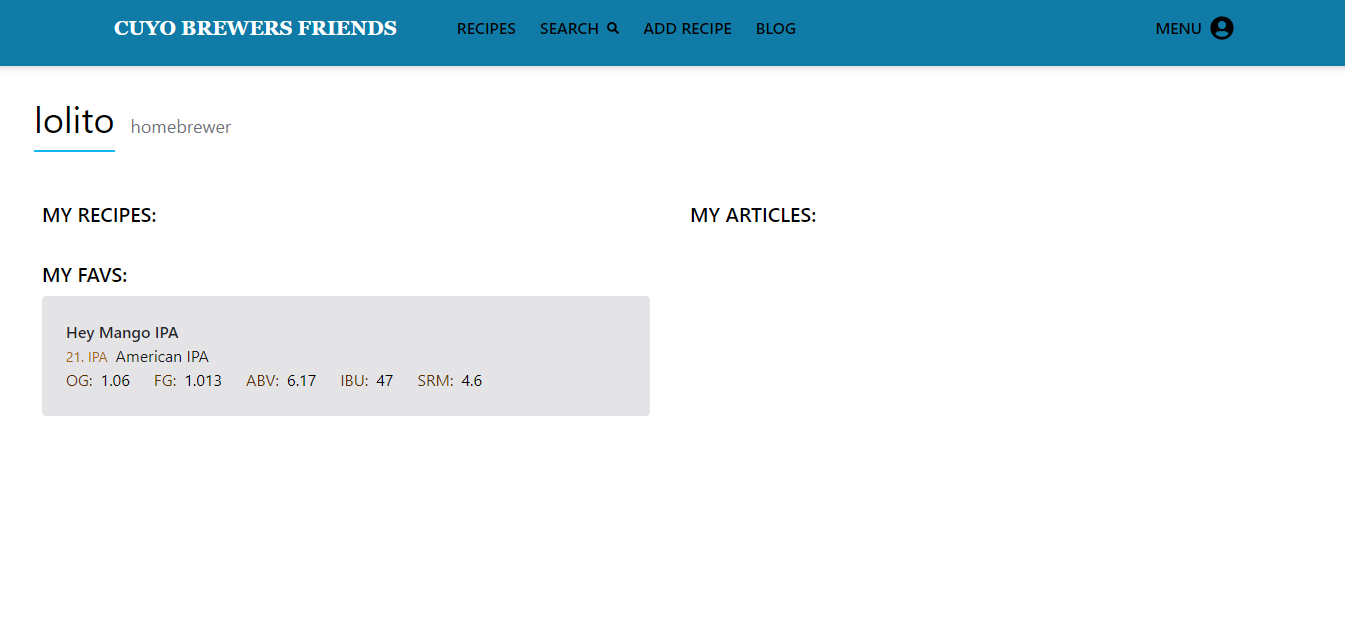 CUYO BREWERS FRIENDS RECIPES SEARCH ADD RECIPE BLOG MENU
lolito homebrewer
MY RECIPES:
MY FAVS:
Hey Mango IPA
21. IPA American IPA
OG: 1.06 FG: 1.013 ABV: 6.17 IBU: 47 SRM: 4.6
MY ARTICLES: